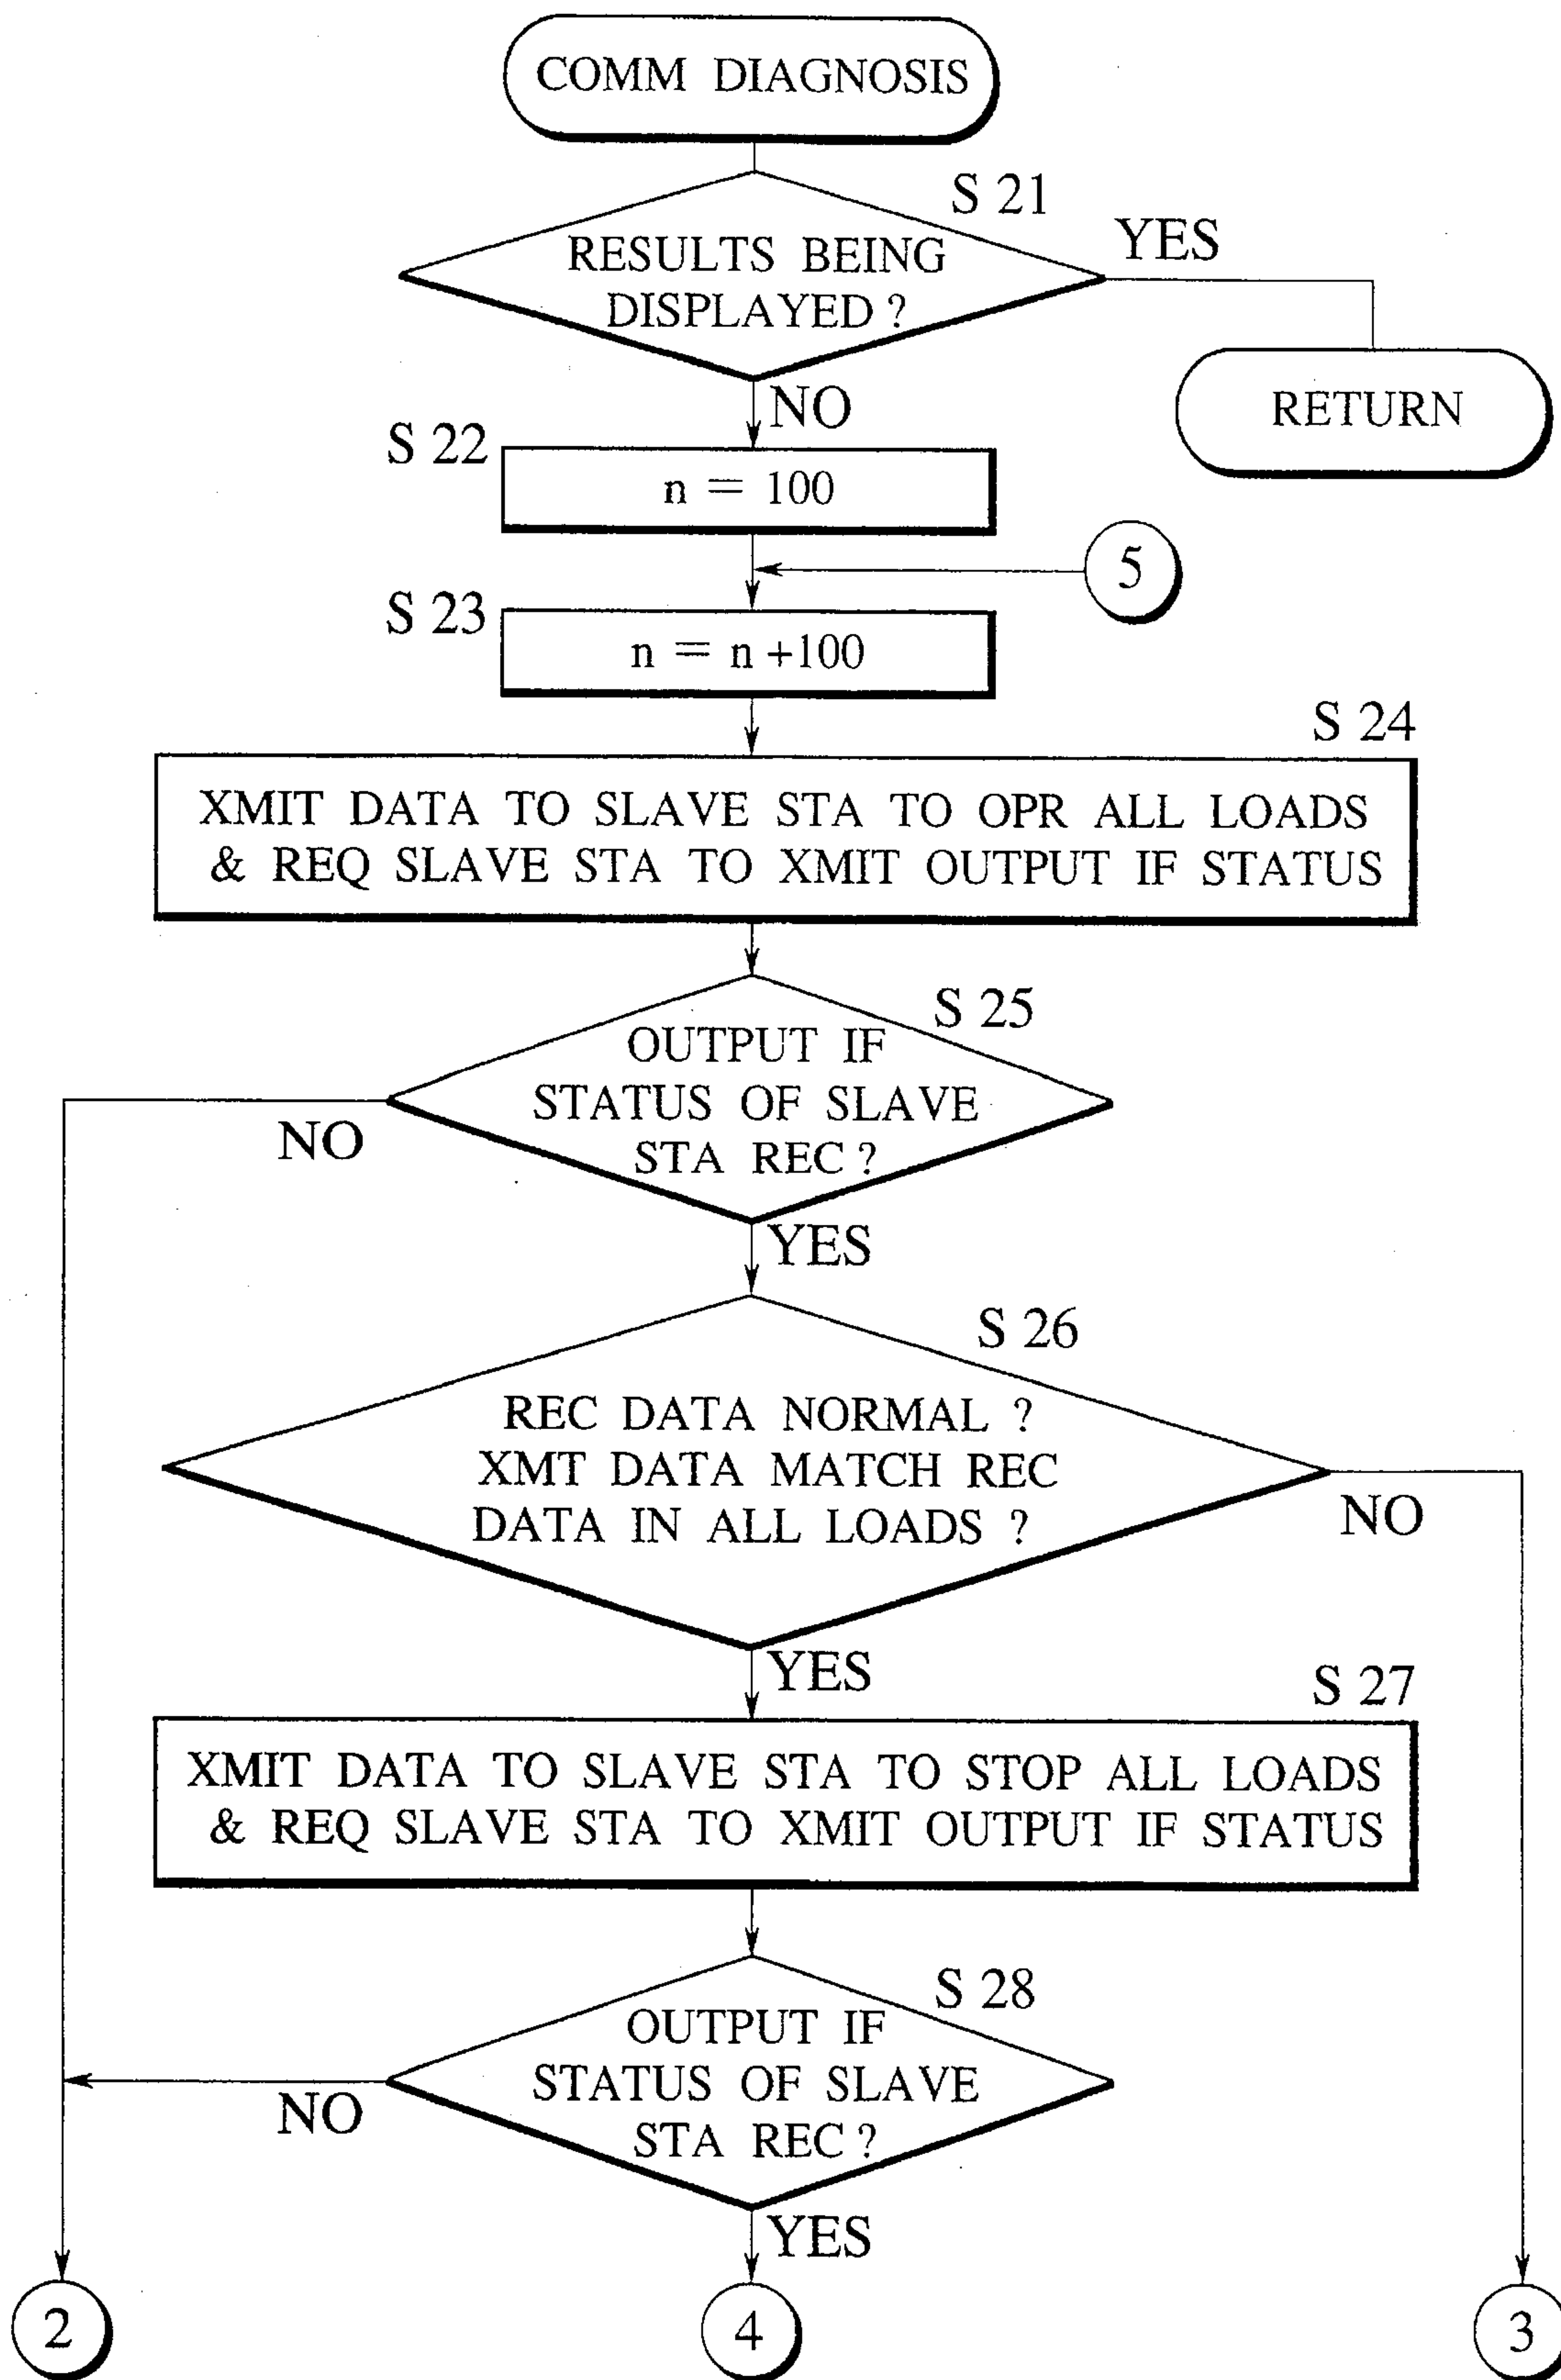 COMM DIAGNOSIS
S 21
RESULTS BEING
DISPLAYED ?
YES
RETURN
NO
S 22
n = 100
5
S 23
n = n +100
S 24
XMIT DATA TO SLAVE STA TO OPR ALL LOADS
& REQ SLAVE STA TO XMIT OUTPUT IF STATUS
S 25
OUTPUT IF
STATUS OF SLAVE
STA REC ?
NO
YES
S 26
REC DATA NORMAL ?
XMT DATA MATCH REC
DATA IN ALL LOADS ?
NO
YES
S 27
XMIT DATA TO SLAVE STA TO STOP ALL LOADS
& REQ SLAVE STA TO XMIT OUTPUT IF STATUS
S 28
OUTPUT IF
STATUS OF SLAVE
STA REC ?
NO
YES
2
4
3